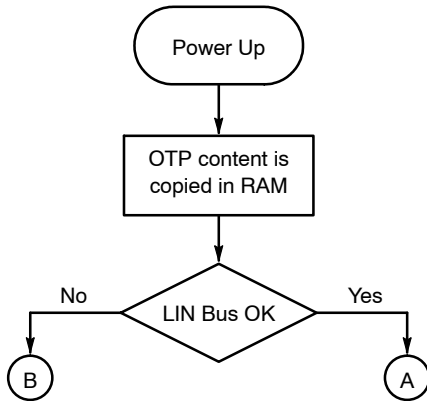 Power Up
OTP content is
copied in RAM
No
LIN Bus OK
Yes
B
A